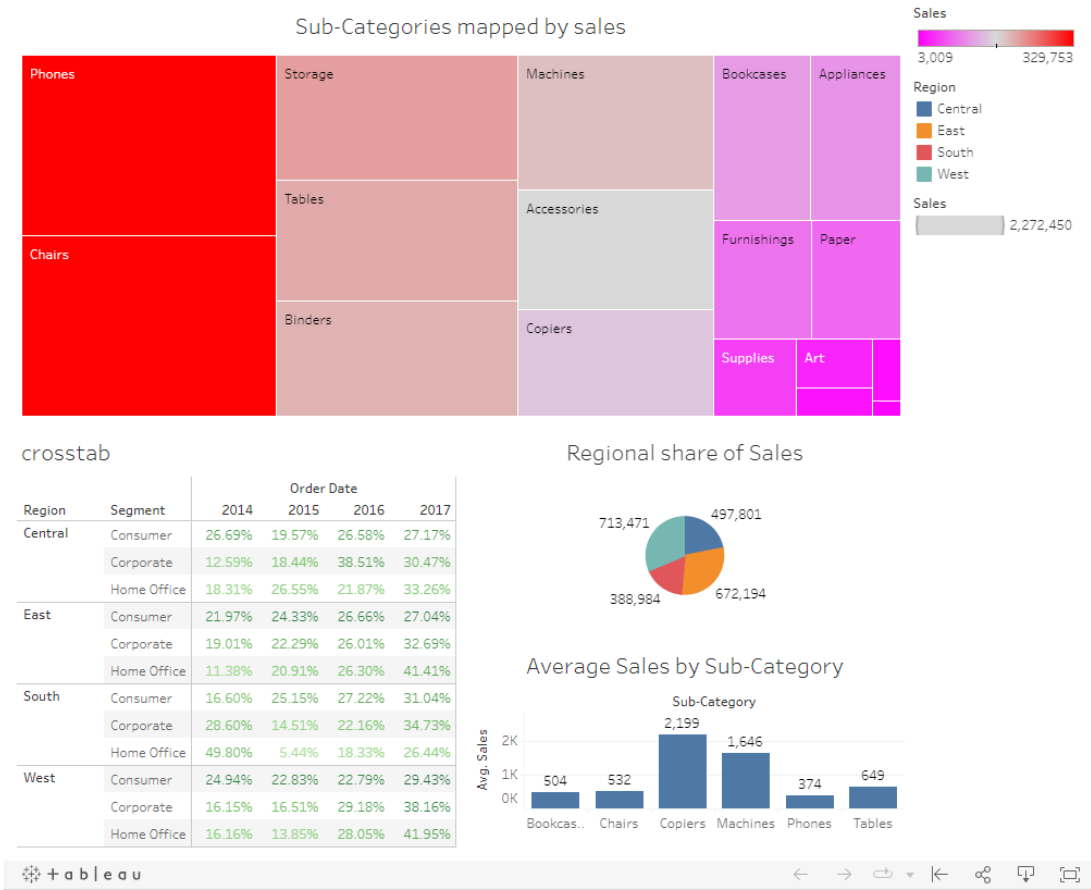 Sub-Categories mapped by sales
Sales
3,009 329,753
Region
Central
East
South
West
Sales
2,272,450
Phones
Storage
Machines
Bookcases
Appliances
Tables
Accessories
Chairs
Furnishings
Paper
Binders
Copiers
Supplies
Art
crosstab
Order Date
Region Segment 2014 2015 2016 2017
Central Consumer 26.69% 19.57% 26.58% 27.17%
Corporate 12.59% 18.44% 38.51% 30.47%
Home Office 18.31% 26.55% 21.87% 33.26%
East Consumer 21.97% 24.33% 26.66% 27.04%
Corporate 19.01% 22.29% 26.01% 32.69%
Home Office 11.38% 20.91% 26.30% 41.41%
South Consumer 16.60% 25.15% 27.22% 31.04%
Corporate 28.60% 14.51% 22.16% 34.73%
Home Office 49.80% 5.44% 18.33% 26.44%
West Consumer 24.94% 22.83% 22.79% 29.43%
Corporate 16.15% 16.51% 29.18% 38.16%
Home Office 16.16% 13.85% 28.05% 41.95%
Regional share of Sales
713,471 497,801
388,984 672,194
Average Sales by Sub-Category
Sub-Category
Avg. Sales
2K
1K
0K
504 532 2,199 1,646 374 649
Bookcas.. Chairs Copiers Machines Phones Tables
+ableau